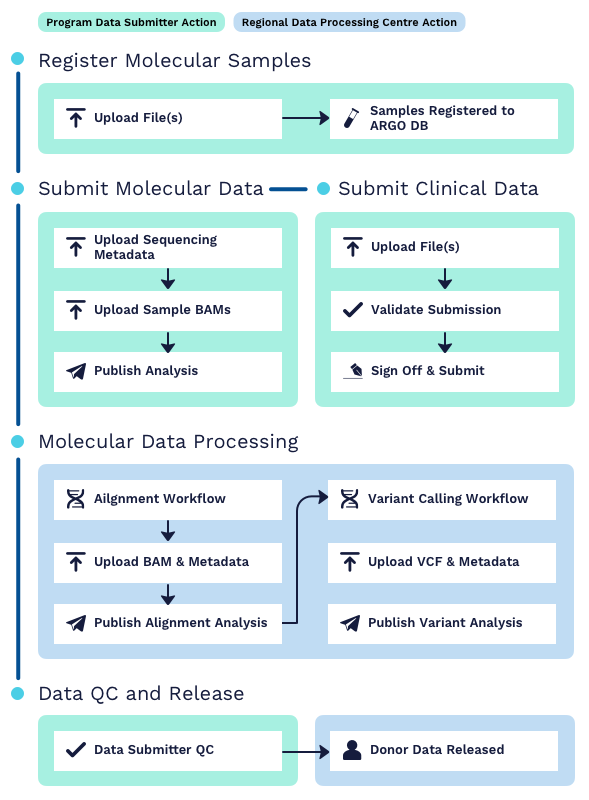 Program Data Submitter Action
Regional Data Processing Centre Action
Register Molecular Samples
Upload File(s)
Samples Registered to
ARGO DB
Submit Molecular Data
Submit Clinical Data
Upload Sequencing
Metadata
Upload Sample BAMs
Publish Analysis
Upload File(s)
Validate Submission
Sign Off & Submit
Molecular Data Processing
Ailgnment Workflow
Upload BAM & Metadata
Publish Alignment Analysis
Variant Calling Workflow
Upload VCF & Metadata
Publish Variant Analysis
Data QC and Release
Data Submitter QC
Donor Data Released